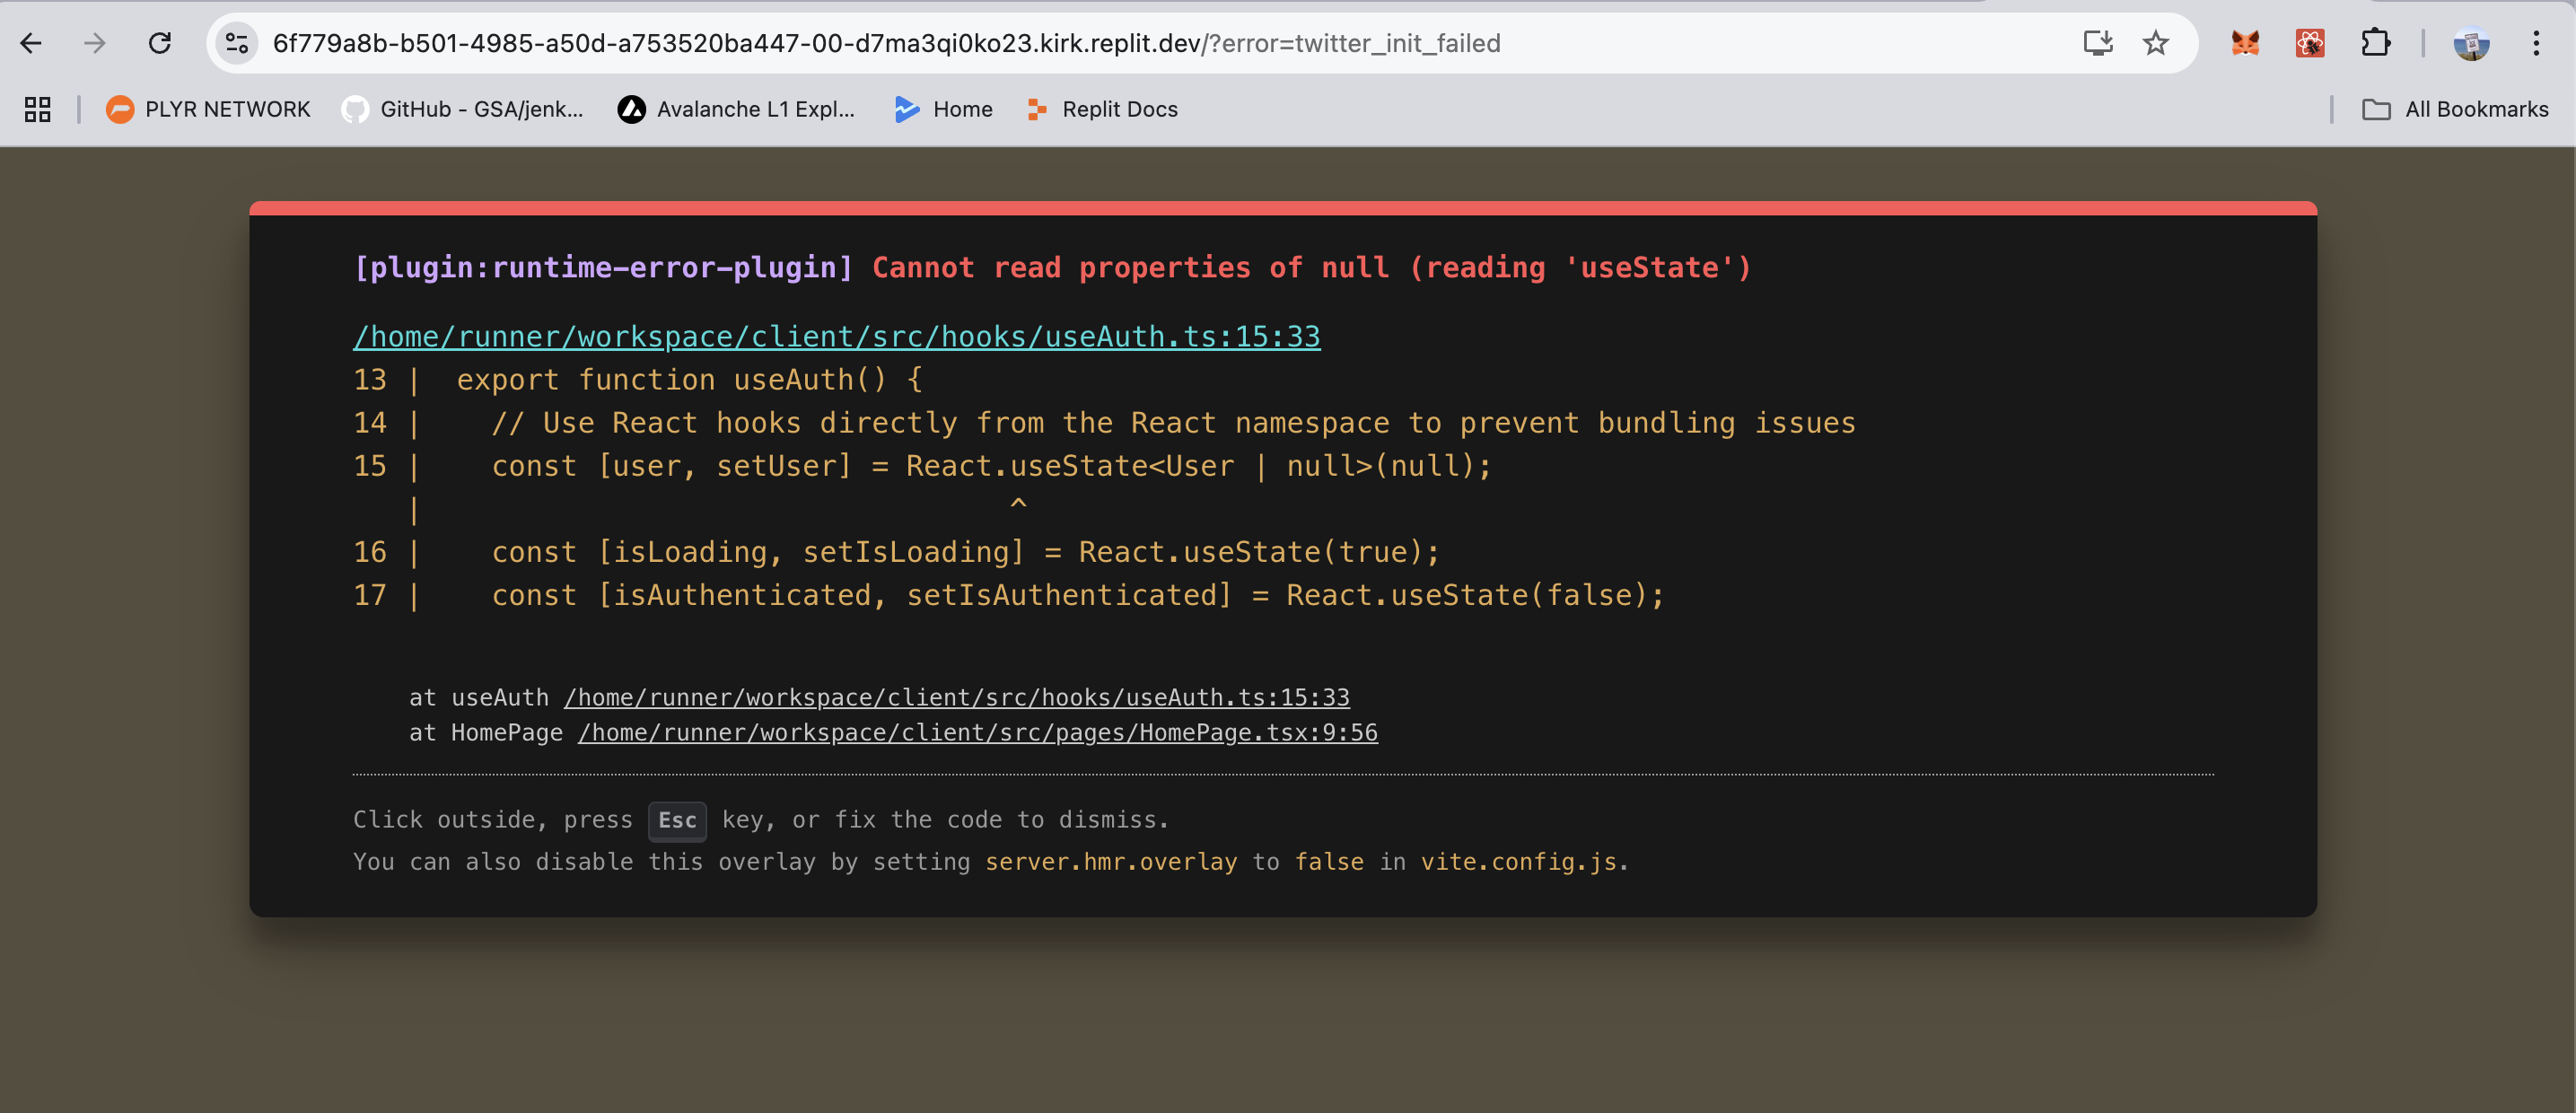 6f779a8b-b501-4985-a50d-a753520ba447-00-d7ma3qi0ko23.kirk.replit.dev/?error=twitter_init_failed
PLYR NETWORK GitHub - GSA/jenk... Avalanche L1 Expl... Home Replit Docs All Bookmarks
[plugin:runtime-error-plugin] Cannot read properties of null (reading 'useState')
/home/runner/workspace/client/src/hooks/useAuth.ts:15:33
13 |  export function useAuth() {
14 |    // Use React hooks directly from the React namespace to prevent bundling issues
15 |    const [user, setUser] = React.useState<User | null>(null);
   |                                  ^
16 |    const [isLoading, setIsLoading] = React.useState(true);
17 |    const [isAuthenticated, setIsAuthenticated] = React.useState(false);
at useAuth /home/runner/workspace/client/src/hooks/useAuth.ts:15:33
at HomePage /home/runner/workspace/client/src/pages/HomePage.tsx:9:56
Click outside, press Esc key, or fix the code to dismiss.
You can also disable this overlay by setting server.hmr.overlay to false in vite.config.js.